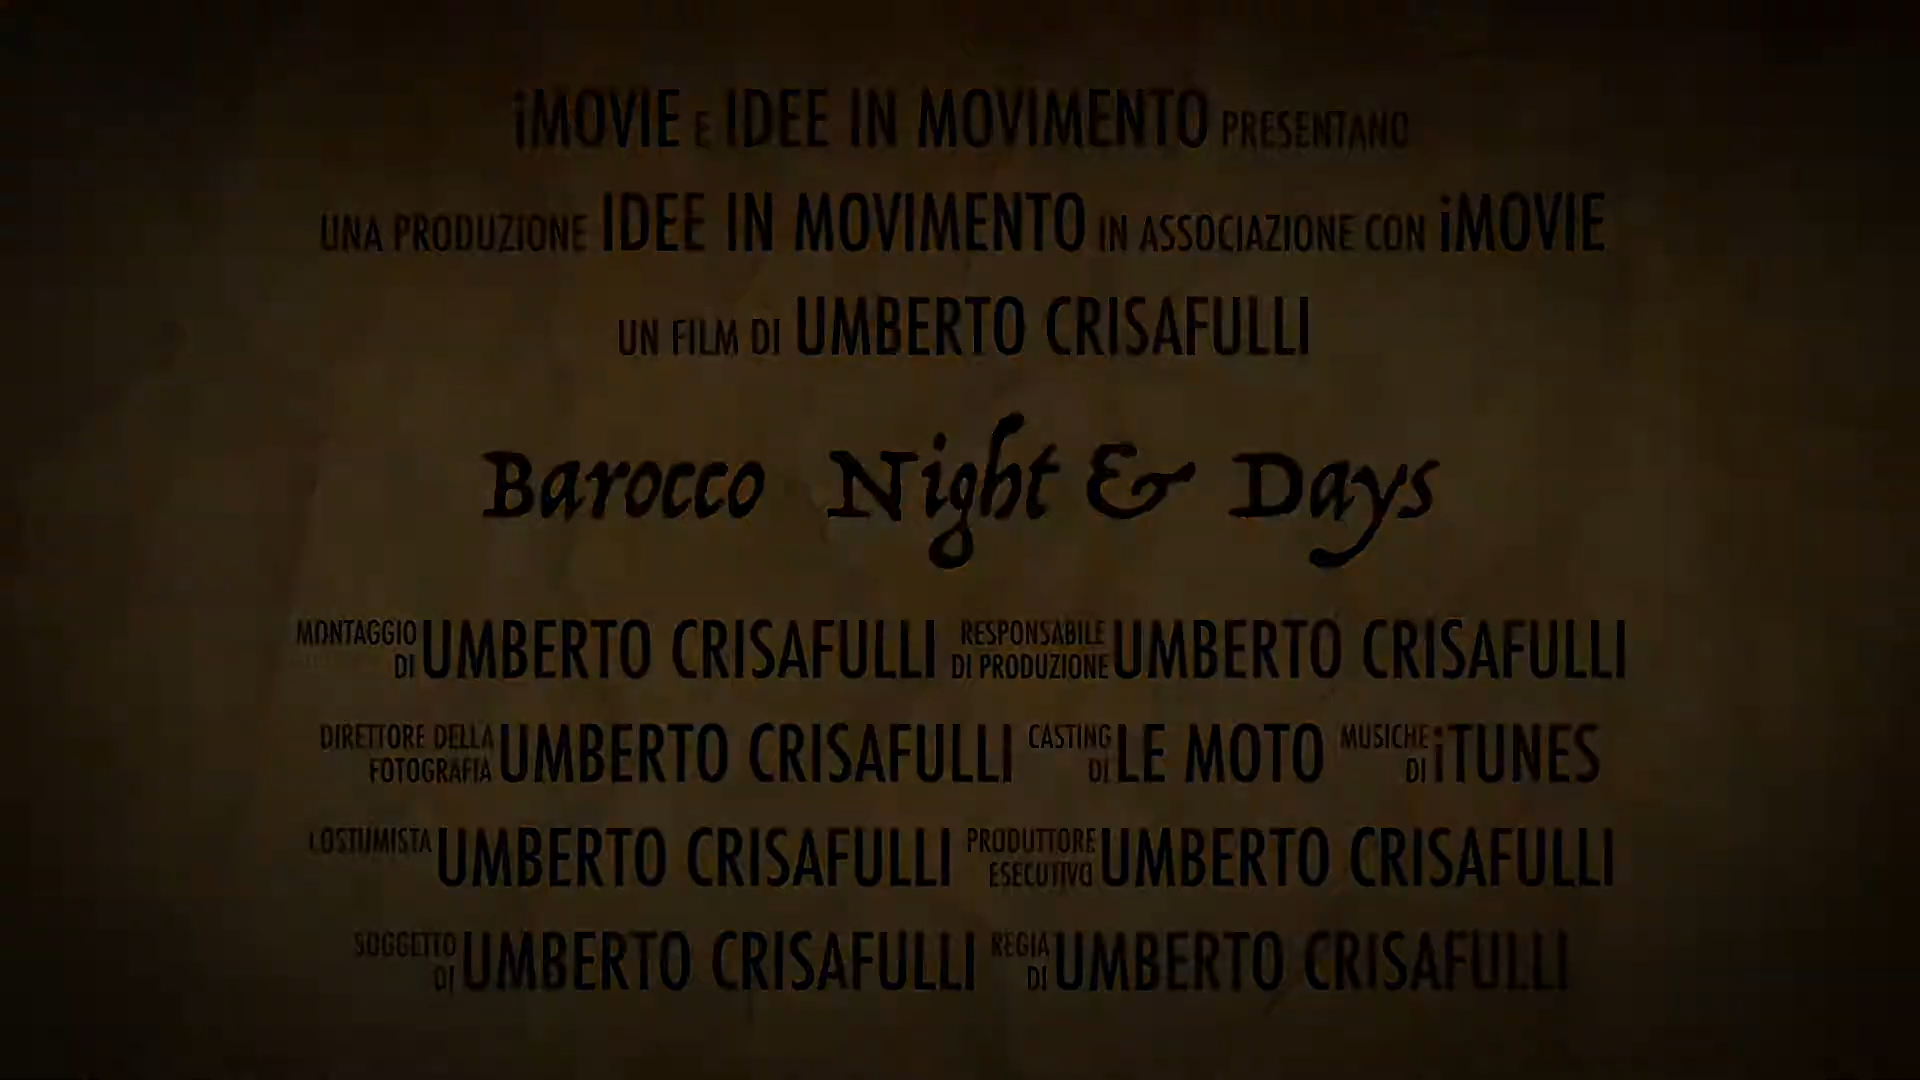 iMOVIE E IDEE IN MOVIMENTO PRESENTANO
UNA PRODUZIONE IDEE IN MOVIMENTO IN ASSOCIAZIONE CON iMOVIE
UN FILM DI UMBERTO CRISAFULLI
Barocco Night & Days
MONTAGGIO DI UMBERTO CRISAFULLI RESPONSABILE DI PRODUZIONE UMBERTO CRISAFULLI
DIRETTORE DELLA FOTOGRAFIA UMBERTO CRISAFULLI CASTING DI LE MOTO MUSICHE DI iTUNES
COSTUMISTA UMBERTO CRISAFULLI PRODUTTORE ESECUTIVO UMBERTO CRISAFULLI
SOGGETTO DI UMBERTO CRISAFULLI REGIA DI UMBERTO CRISAFULLI